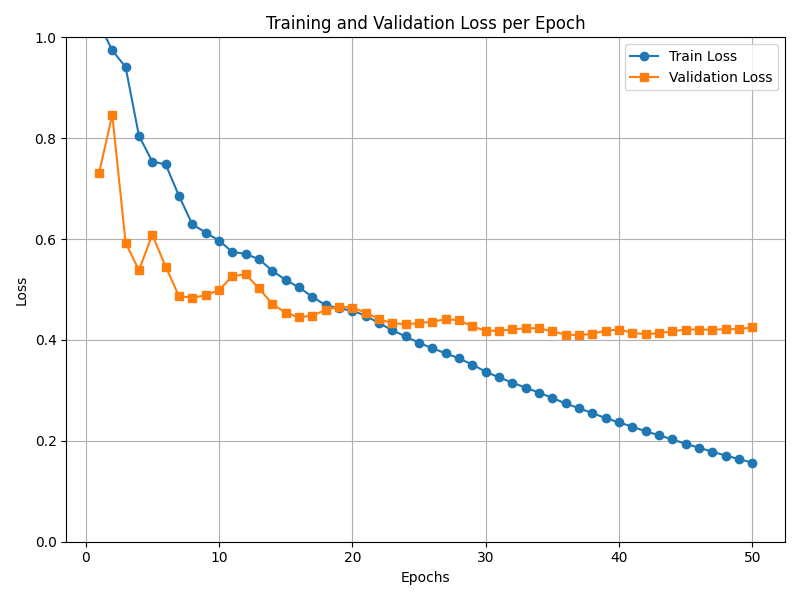 Training and Validation Loss per Epoch
Train Loss
Validation Loss
Loss
1.0
0.8
0.6
0.4
0.2
0.0
0 10 20 30 40 50
Epochs